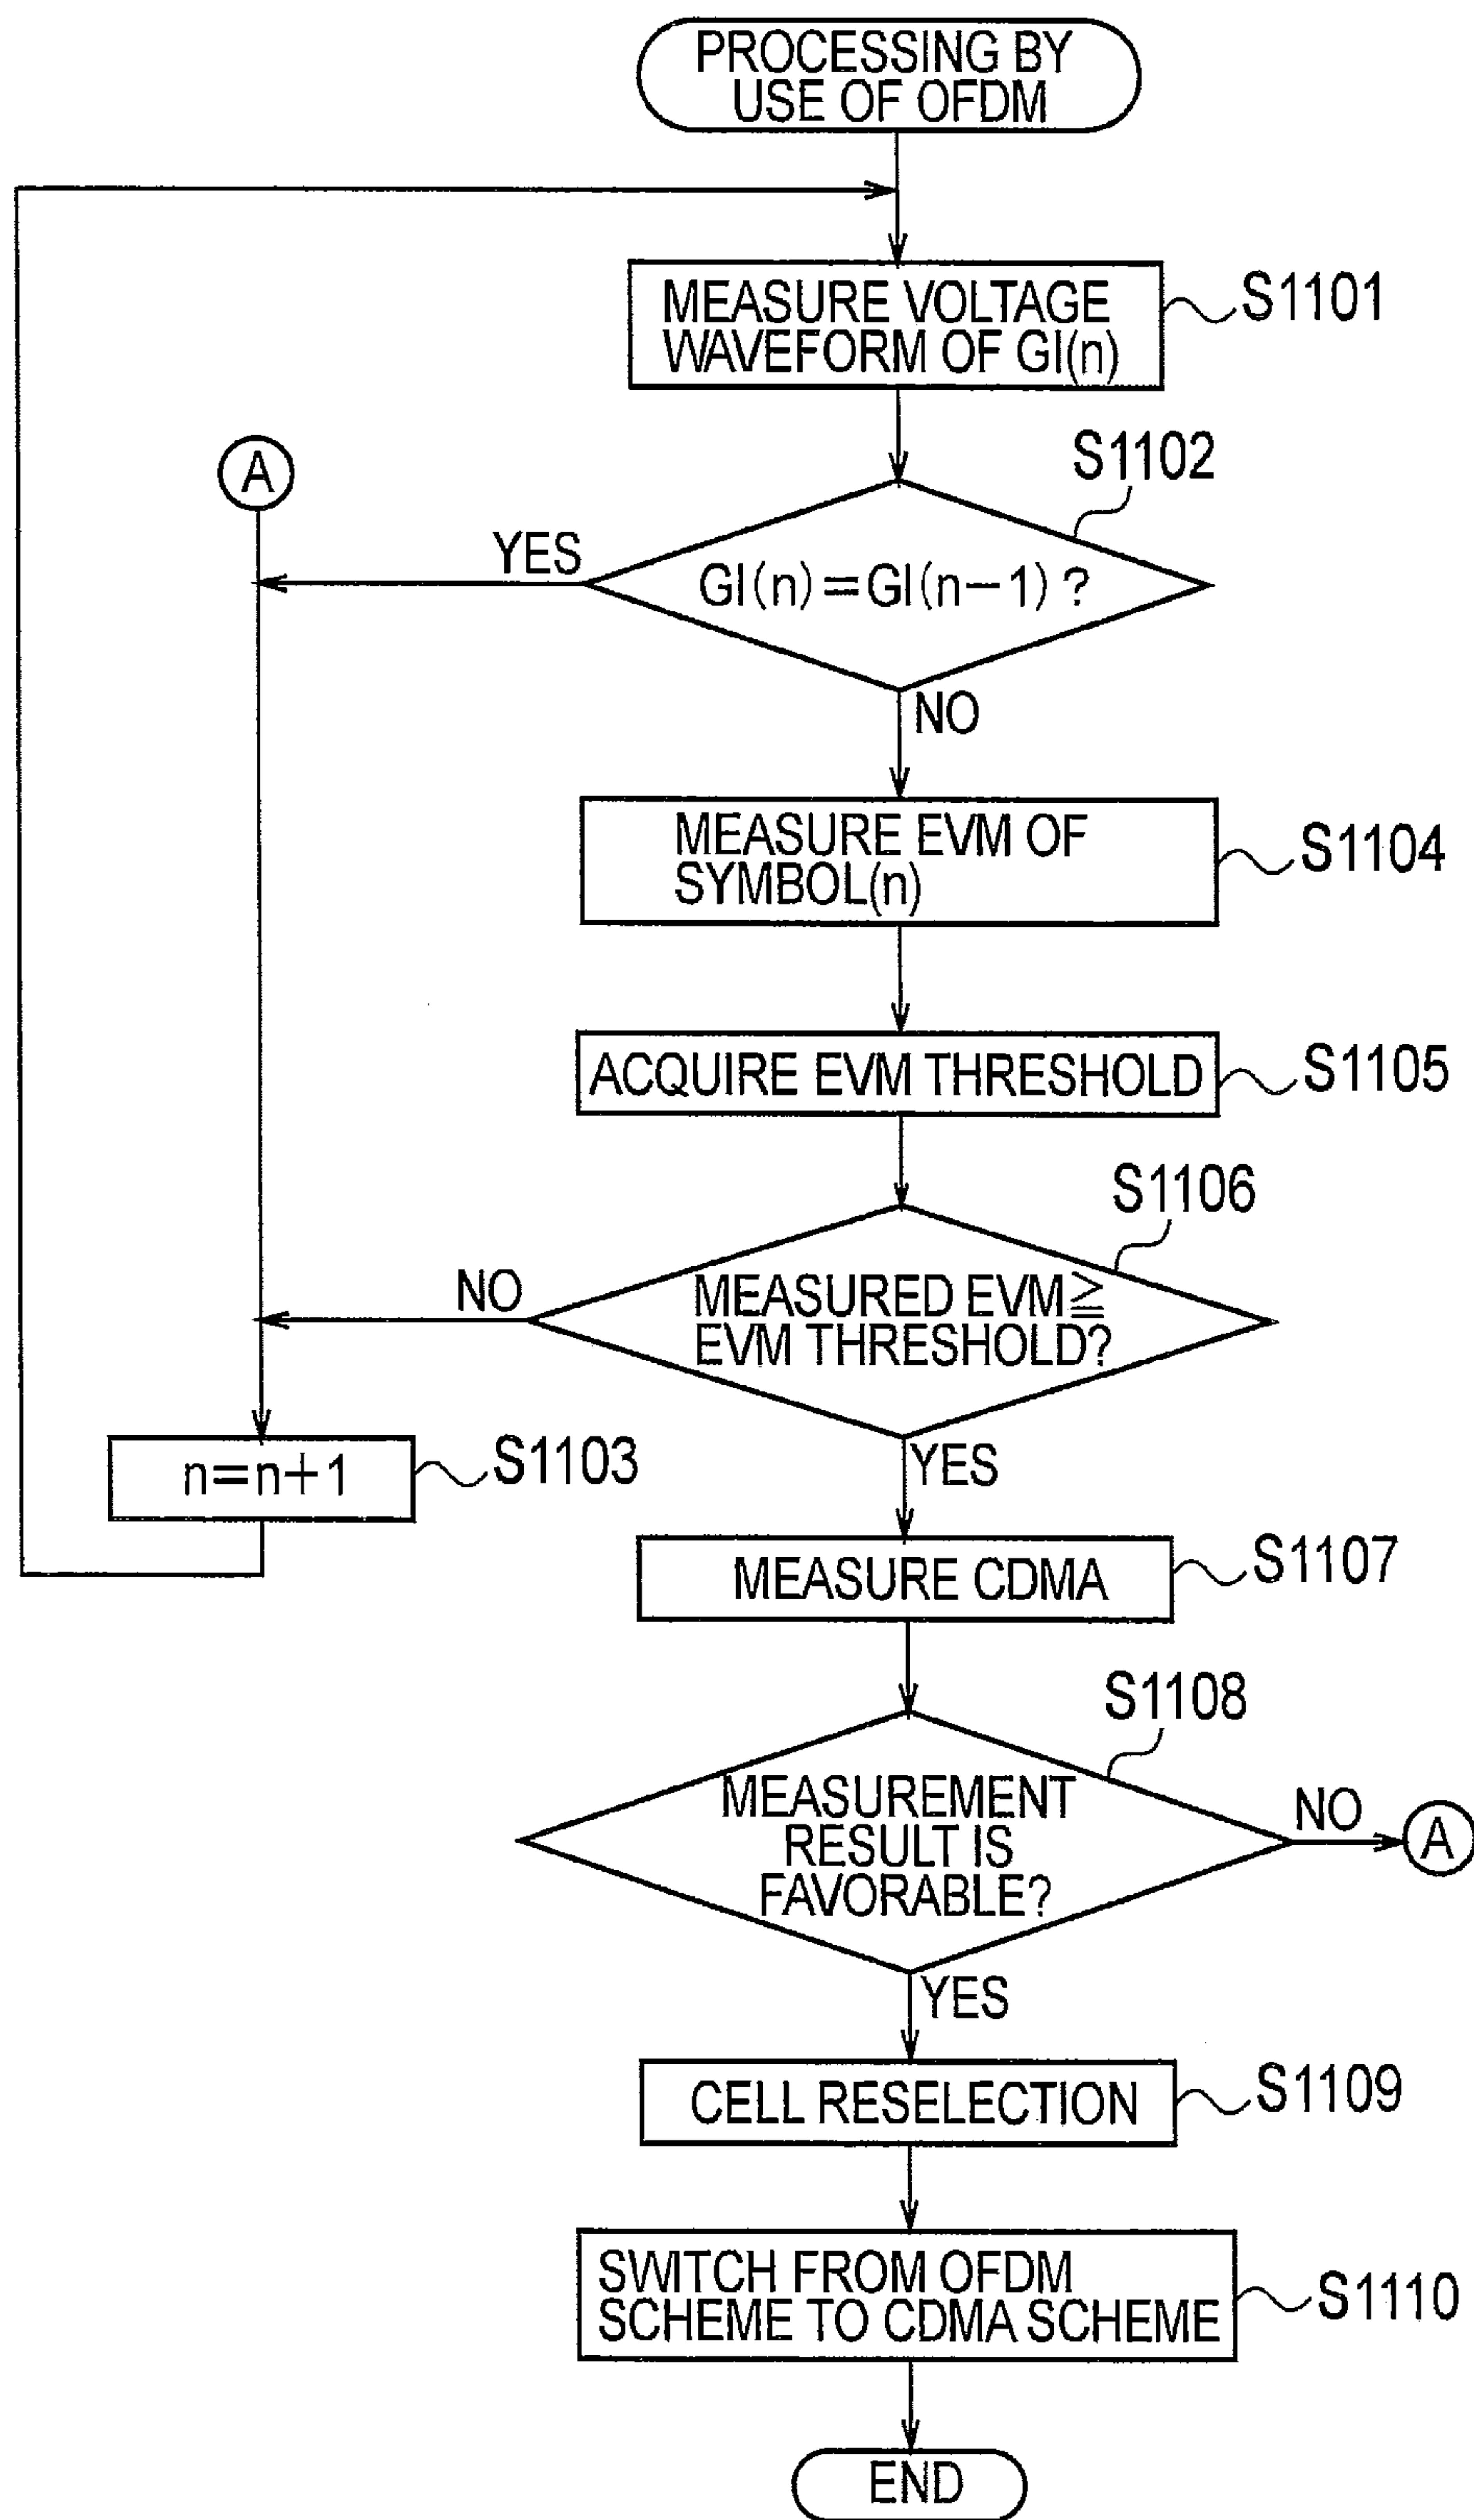 PROCESSING BY
USE OF OFDM
MEASURE VOLTAGE
WAVEFORM OF GI(n)
S1101
A
S1102
YES
GI(n)=GI(n-1)?
NO
MEASURE EVM OF
SYMBOL(n)
S1104
ACQUIRE EVM THRESHOLD
S1105
S1106
NO
MEASURED EVM≧
EVM THRESHOLD?
YES
n=n+1
S1103
MEASURE CDMA
S1107
S1108
MEASUREMENT
RESULT IS
FAVORABLE?
NO
A
YES
CELL RESELECTION
S1109
SWITCH FROM OFDM
SCHEME TO CDMA SCHEME
S1110
END